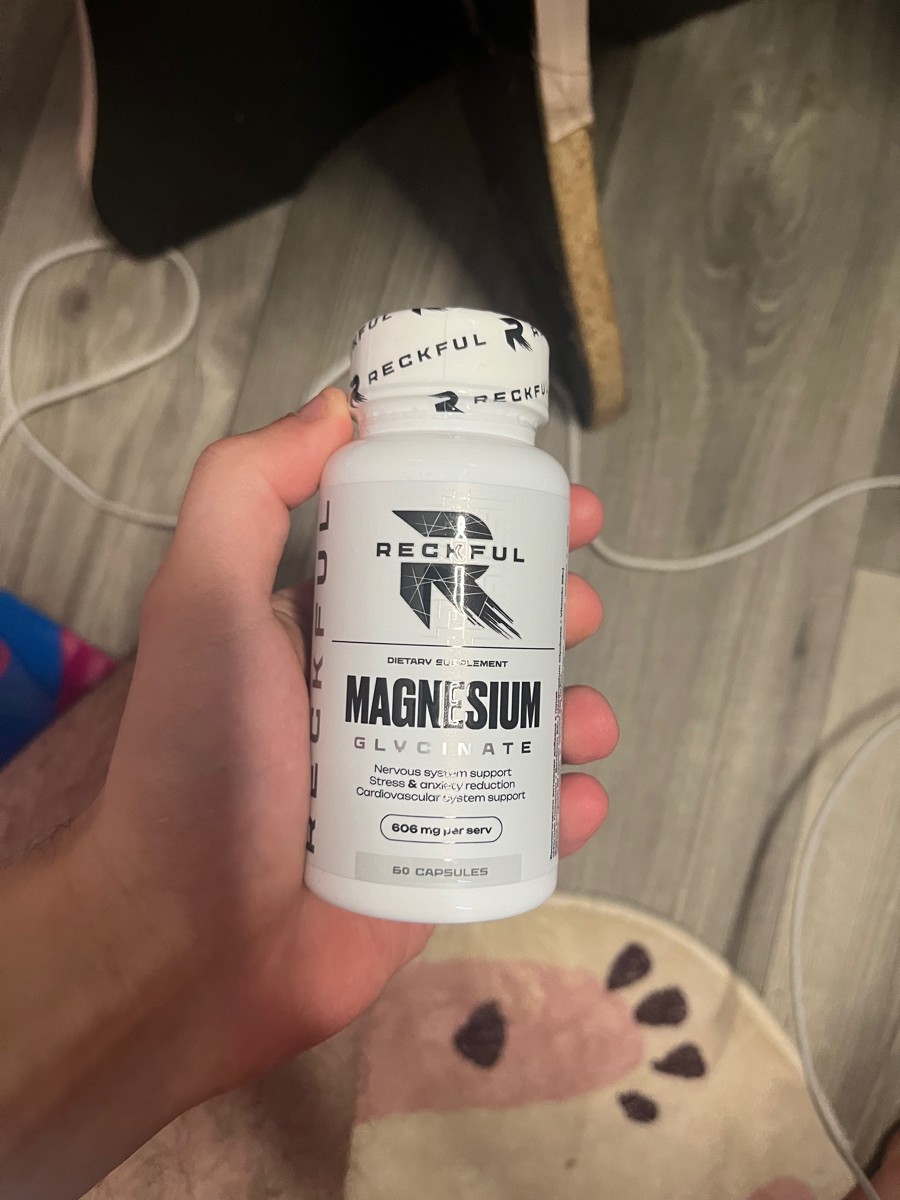 RECKFUL
RECKFUL
RECKFUL
RECKFUL
RECKFUL
DIETARY SUPPLEMENT
MAGNESIUM
GLYCINATE
Nervous system support
Stress & anxiety reduction
Cardiovascular system support
606 mg per serv
60 CAPSULES